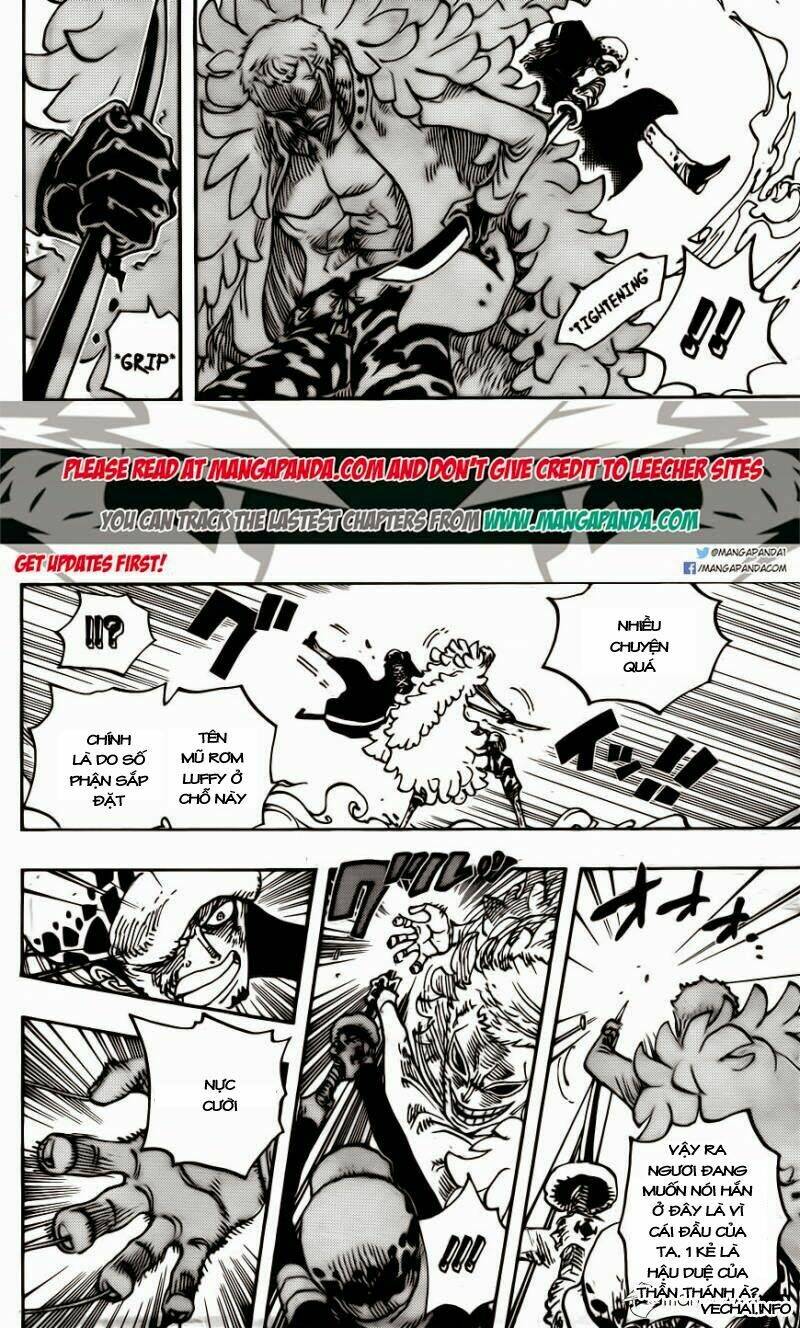 *GRIP*
*TIGHTENING*
!!
PLEASE READ AT MANGAPANDA.COM AND DON'T GIVE CREDIT TO LEECHER SITES
YOU CAN TRACK THE LASTEST CHAPTERS FROM WWW.MANGAPANDA.COM
GET UPDATES FIRST!
@MANGAPANDA1
/MANGAPANDACOM
NHIỀU
CHUYỆN
QUÁ
グ
!!?
TÊN
MŨ RƠM
LUFFY Ở
CHỔ NÀY
CHÍNH
LÀ DO SỐ
PHẬN SẮP
ĐẶT
イッ!!
オオオ
VẬY RA
NGƯƠI ĐANG
MUỐN NÓI HẮN
Ở ĐÂY LÀ VÌ
CÁI ĐẦU CỦA
TA. 1 KẺ LÀ
HẬU DUỆ CỦA
THẦN THÁNH À?
VECHAI.INFO
!!!
NỰC
CƯỜI